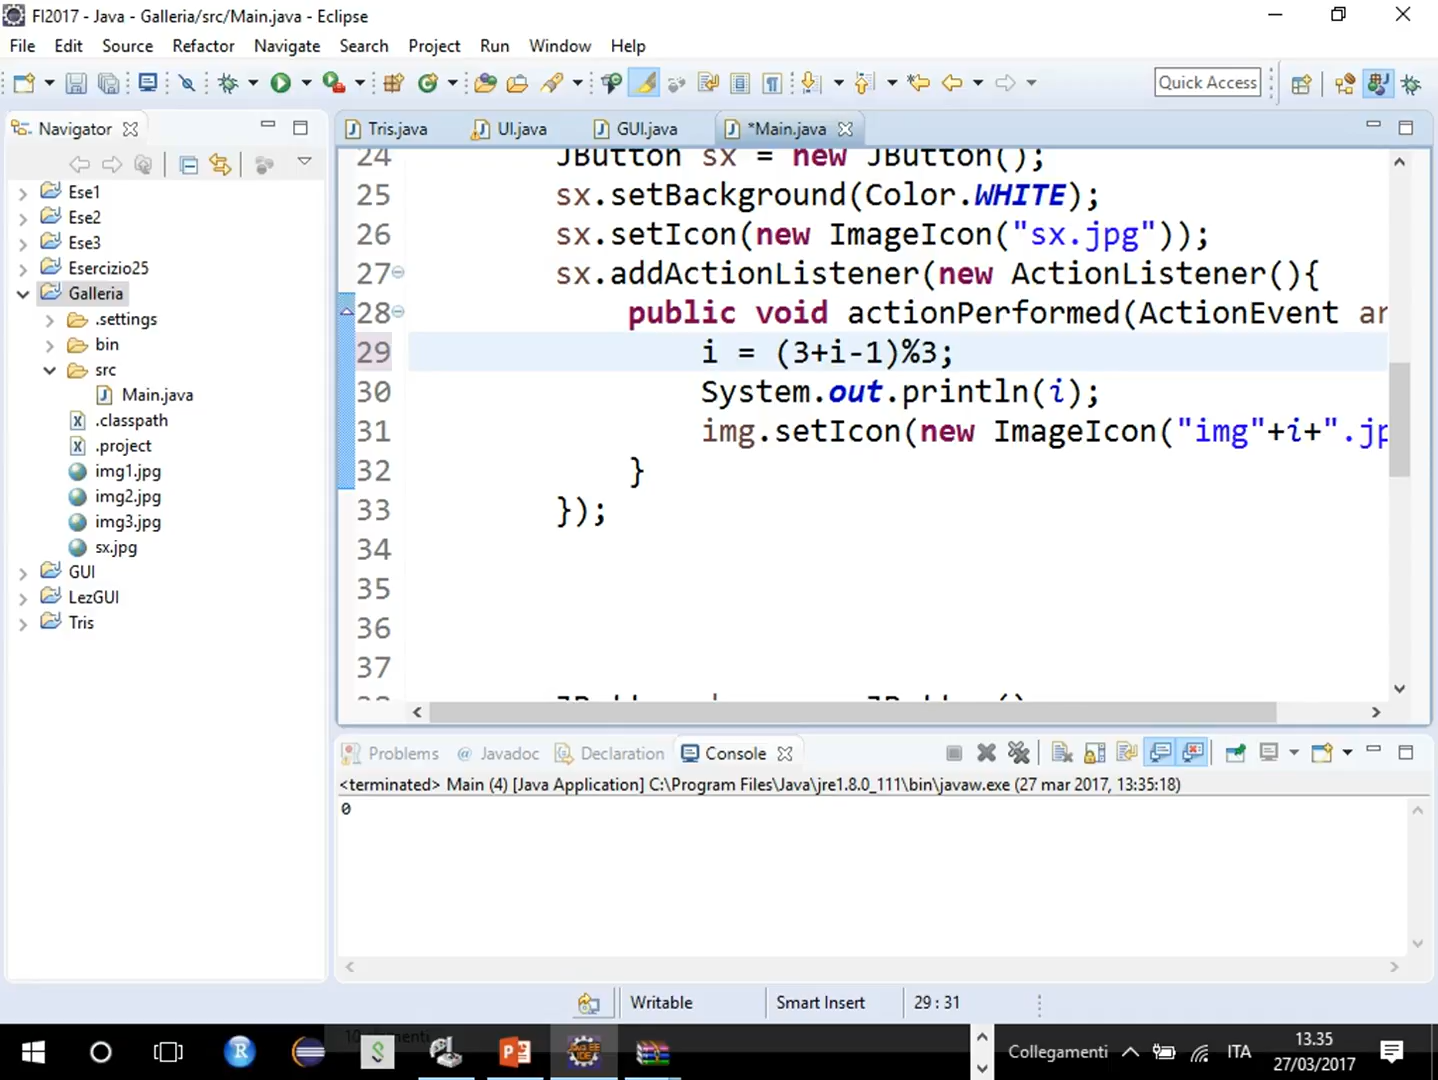 FI2017 - Java - Galleria/src/Main.java - Eclipse
File Edit Source Refactor Navigate Search Project Run Window Help
Quick Access
Navigator
Tris.java UI.java GUI.java *Main.java
Ese1
Ese2
Ese3
Esercizio25
Galleria
.settings
bin
src
Main.java
.classpath
.project
img1.jpg
img2.jpg
img3.jpg
sx.jpg
GUI
LezGUI
Tris
24 JButton sx = new JButton();
25 sx.setBackground(Color.WHITE);
26 sx.setIcon(new ImageIcon("sx.jpg"));
27 sx.addActionListener(new ActionListener(){
28 public void actionPerformed(ActionEvent ar
29 i = (3+i-1)%3;
30 System.out.println(i);
31 img.setIcon(new ImageIcon("img"+i+".jp
32 }
33 });
34
35
36
37
Problems @ Javadoc Declaration Console
<terminated> Main (4) [Java Application] C:\Program Files\Java\jre1.8.0_111\bin\javaw.exe (27 mar 2017, 13:35:18)
0
Writable Smart Insert 29 : 31
Collegamenti ITA 13.35
27/03/2017